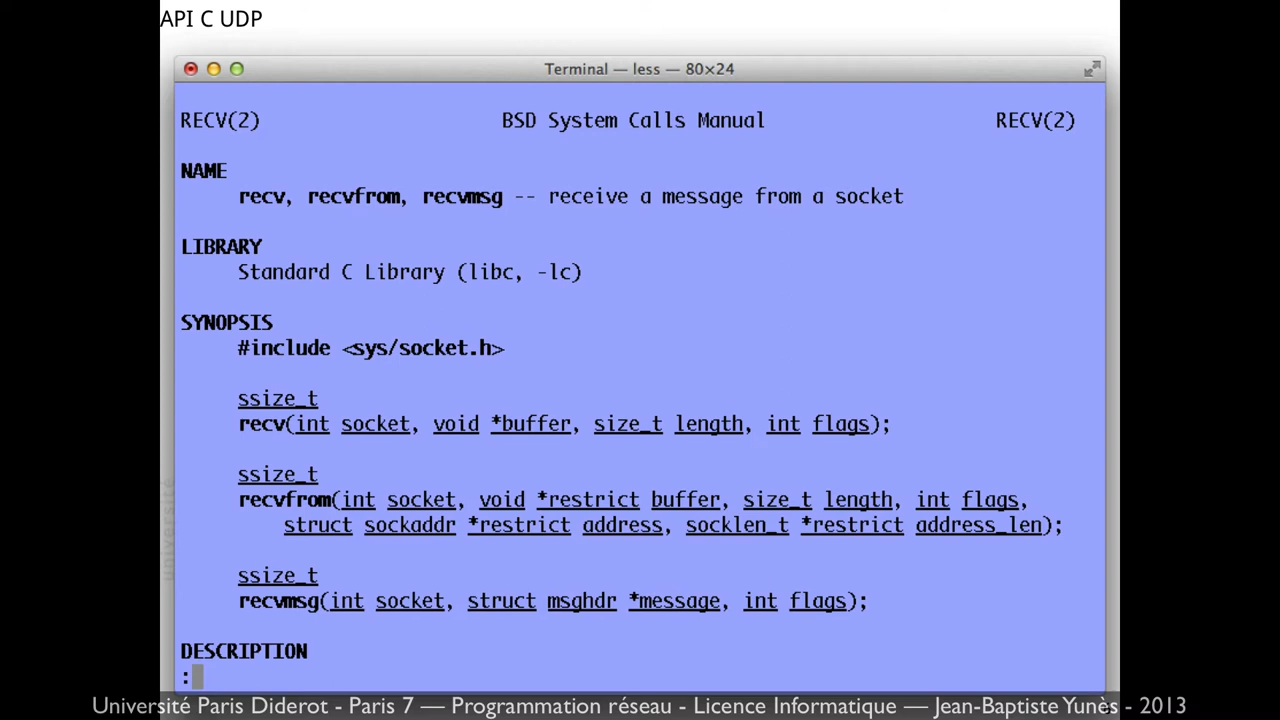 API C UDP
Terminal — less — 80×24
RECV(2) BSD System Calls Manual RECV(2)
NAME
recv, recvfrom, recvmsg -- receive a message from a socket
LIBRARY
Standard C Library (libc, -lc)
SYNOPSIS
#include <sys/socket.h>
ssize_t
recv(int socket, void *buffer, size_t length, int flags);
ssize_t
recvfrom(int socket, void *restrict buffer, size_t length, int flags,
struct sockaddr *restrict address, socklen_t *restrict address_len);
ssize_t
recvmsg(int socket, struct msghdr *message, int flags);
DESCRIPTION
:
université
Université Paris Diderot - Paris 7 — Programmation réseau - Licence Informatique — Jean-Baptiste Yunès - 2013